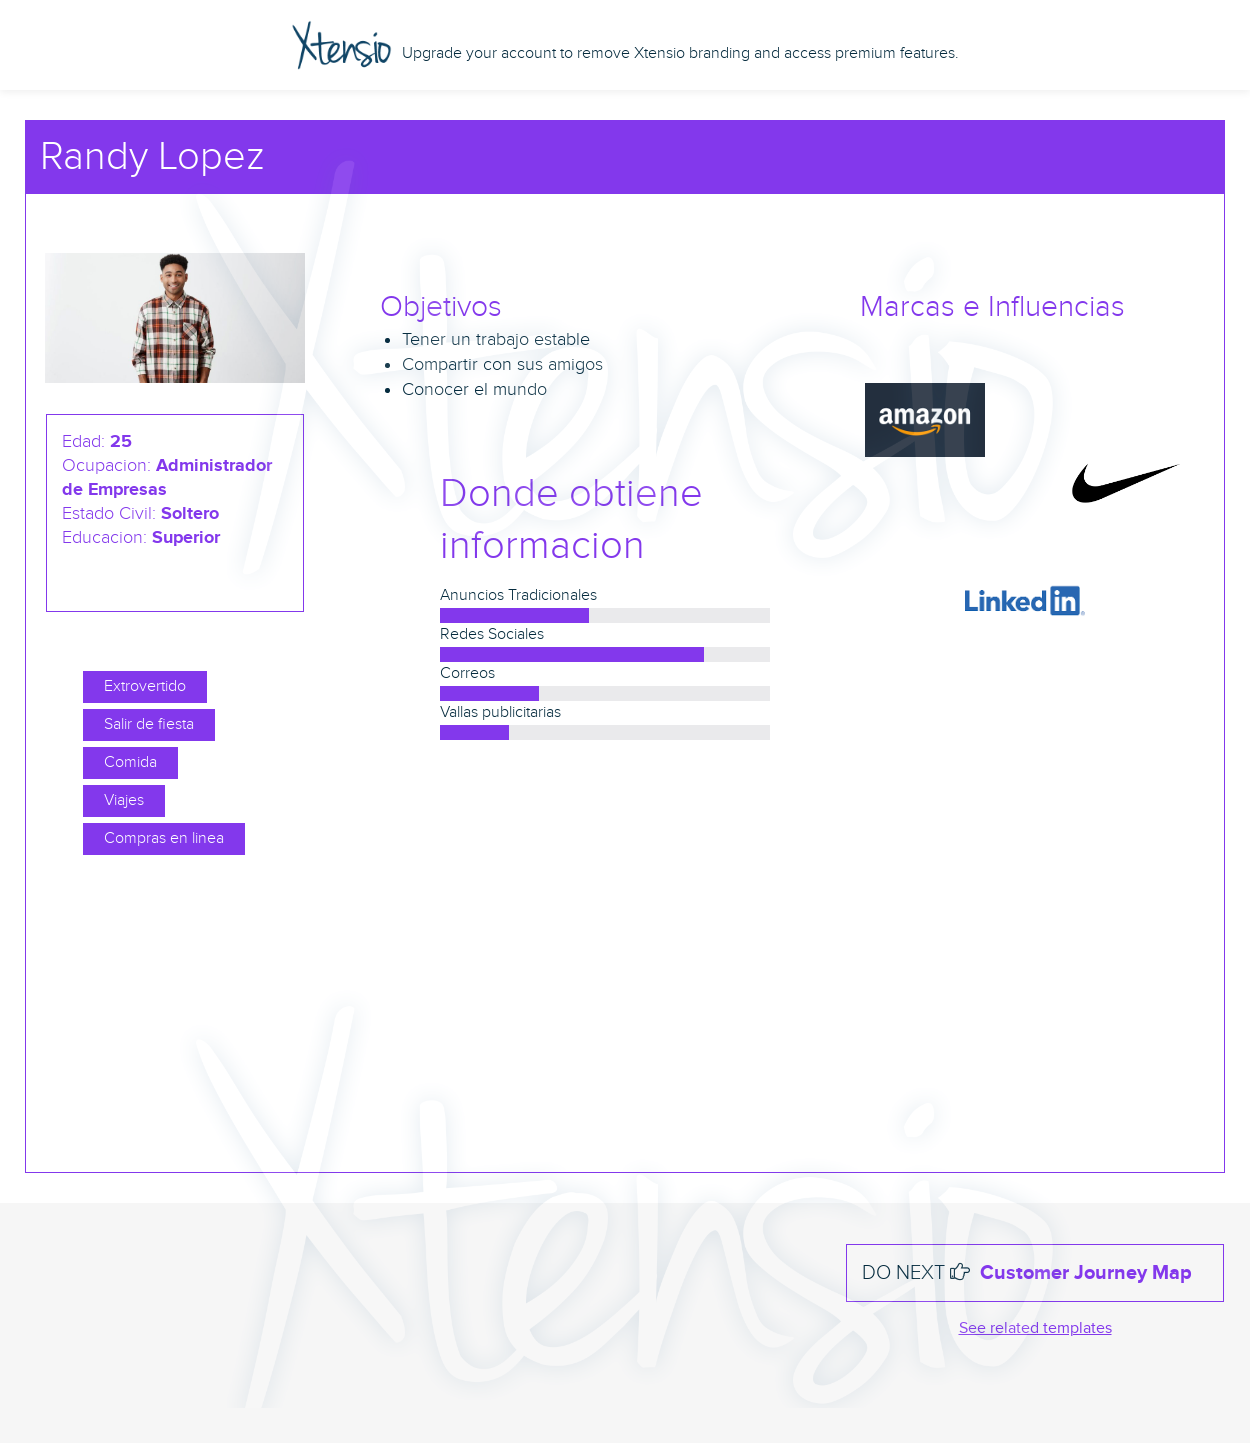 Xtensio Upgrade your account to remove Xtensio branding and access premium features.
Randy Lopez
Edad: 25
Ocupacion: Administrador
de Empresas
Estado Civil: Soltero
Educacion: Superior
Extrovertido
Salir de fiesta
Comida
Viajes
Compras en linea
Objetivos
Tener un trabajo estable
Compartir con sus amigos
Conocer el mundo
Donde obtiene
informacion
Anuncios Tradicionales
Redes Sociales
Correos
Vallas publicitarias
Marcas e Influencias
amazon
LinkedIn®
Xtensio
Xtensio
DO NEXT Customer Journey Map
See related templates